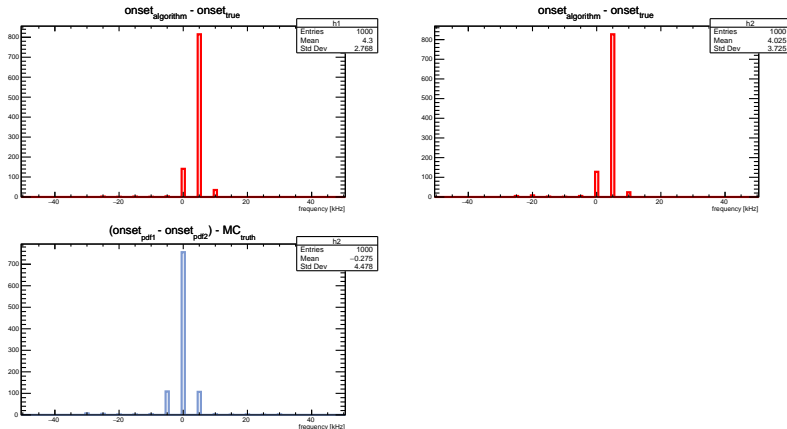 onset_algorithm - onset_true
h1
Entries 1000
Mean 4.3
Std Dev 2.768
800
700
600
500
400
300
200
100
0
−40 −20 0 20 40
frequency [kHz]
onset_algorithm - onset_true
h2
Entries 1000
Mean 4.025
Std Dev 3.725
800
700
600
500
400
300
200
100
0
−40 −20 0 20 40
frequency [kHz]
(onset_pdf1 - onset_pdf2) - MC_truth
h2
Entries 1000
Mean −0.275
Std Dev 4.478
700
600
500
400
300
200
100
0
−40 −20 0 20 40
frequency [kHz]